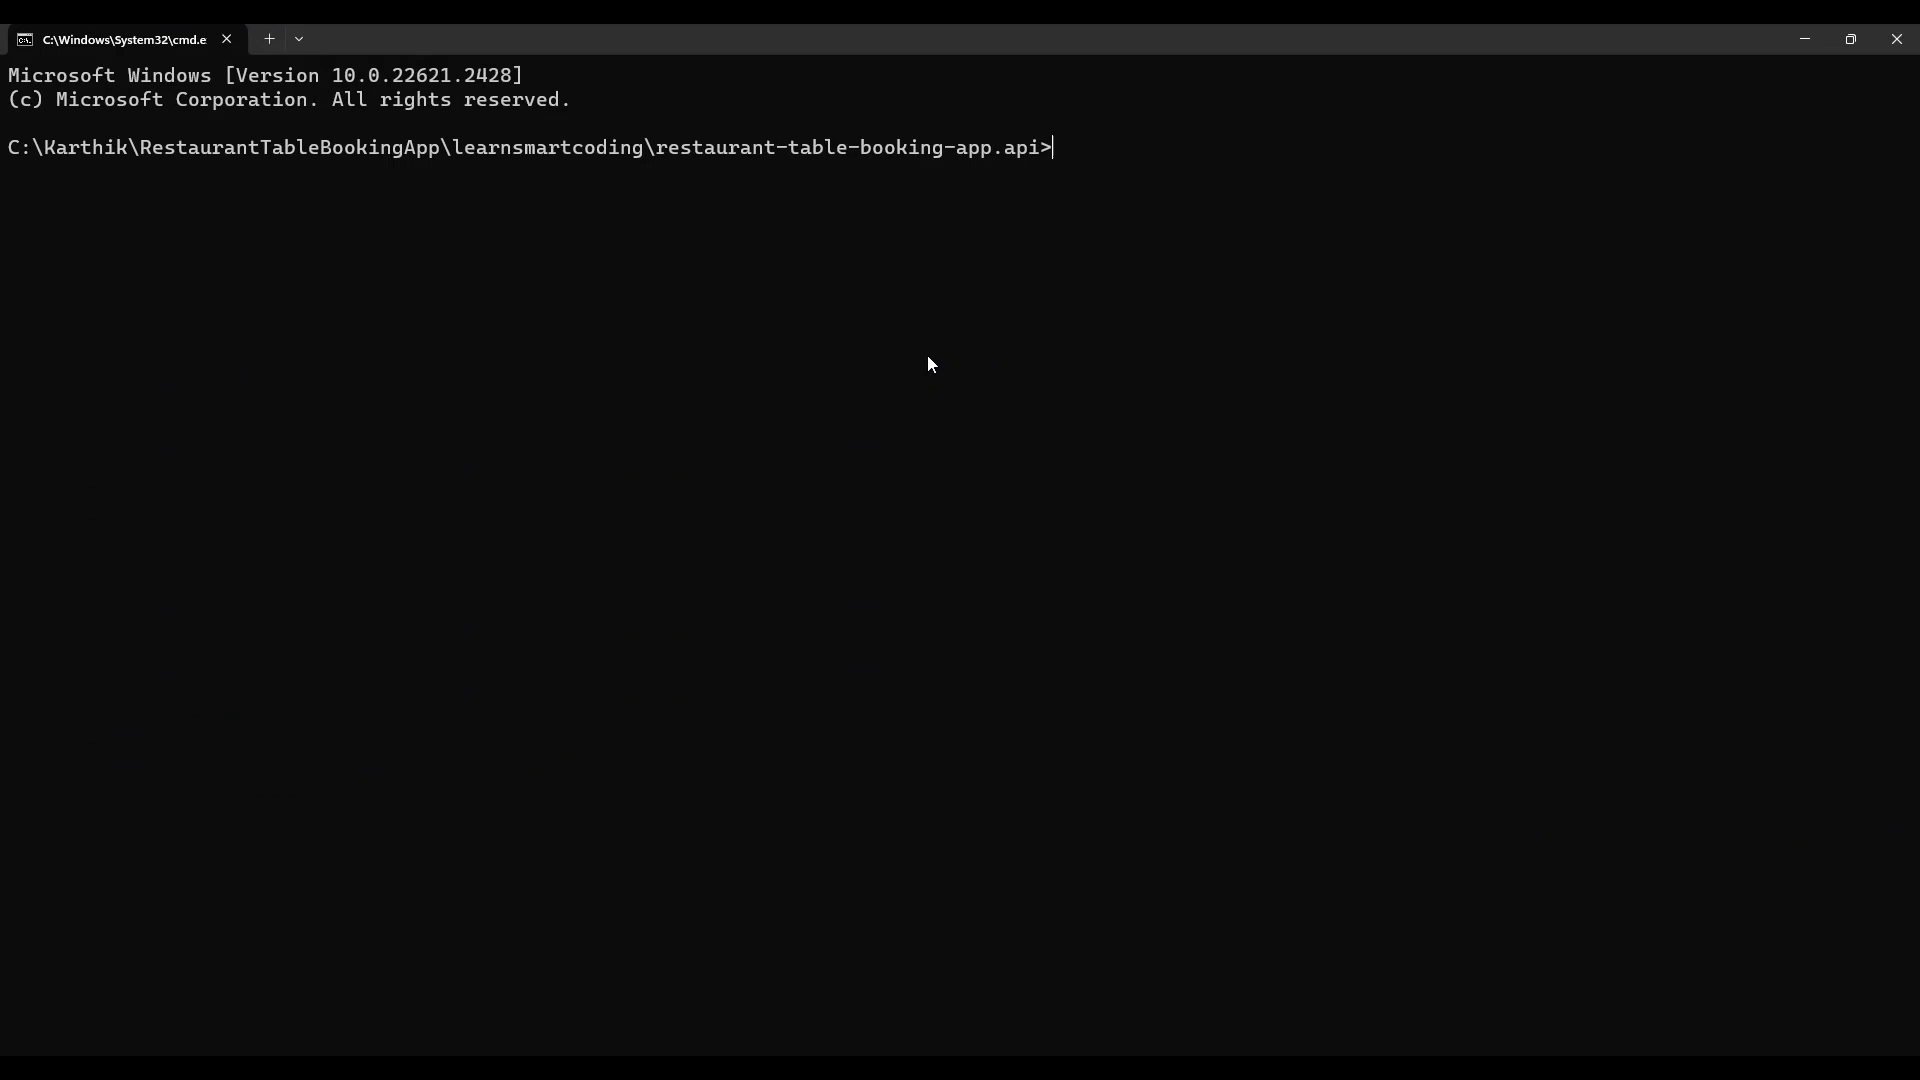 C:\Windows\System32\cmd.e
Microsoft Windows [Version 10.0.22621.2428]
(c) Microsoft Corporation. All rights reserved.
C:\Karthik\RestaurantTableBookingApp\learnsmartcoding\restaurant-table-booking-app.api>